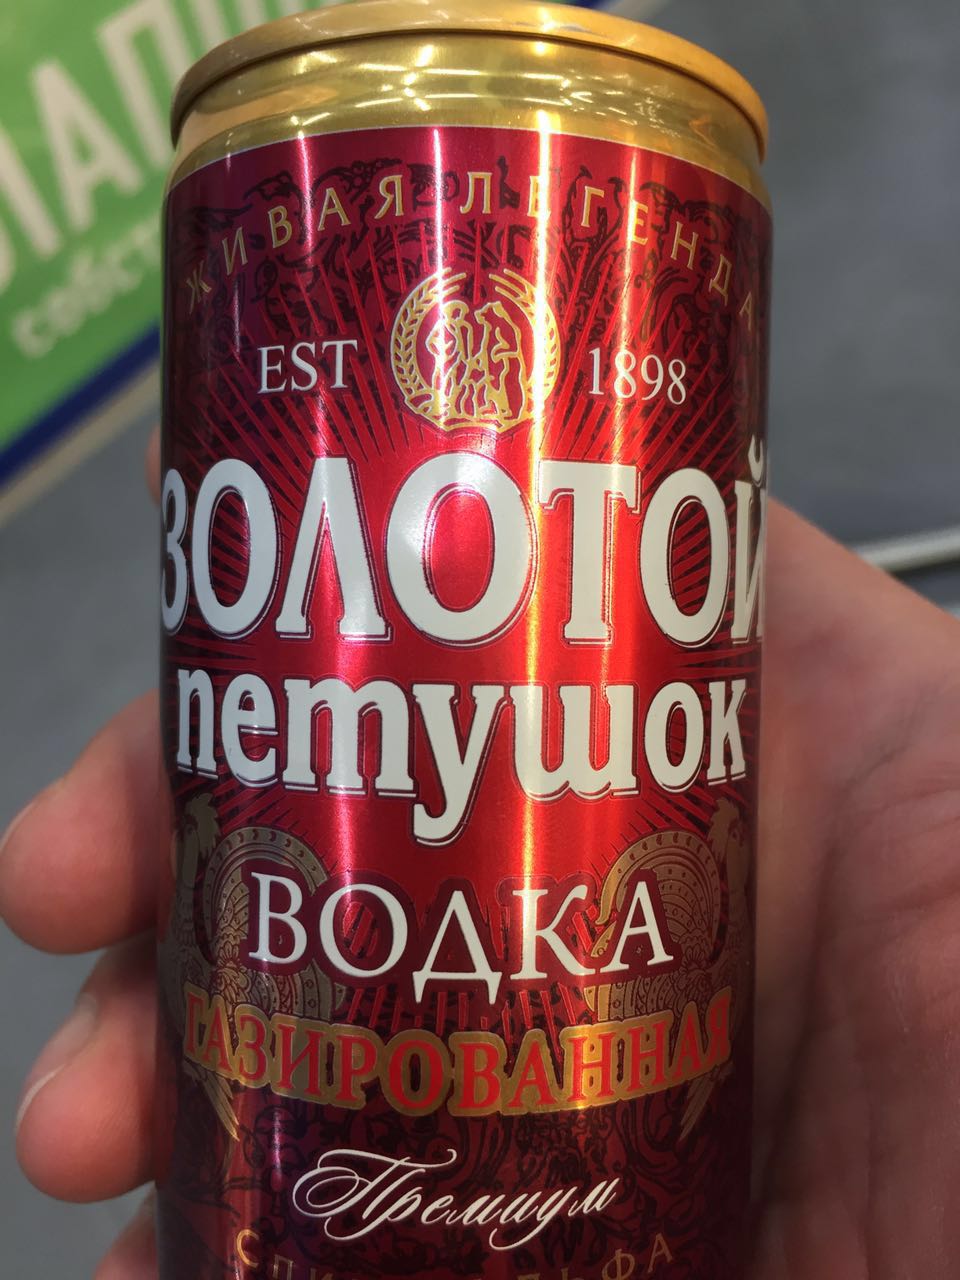 ЖИВАЯ ЛЕГЕНДА
EST 1898
ЗОЛОТОЙ
петушок
ВОДКА
ГАЗИРОВАННАЯ
Премиум